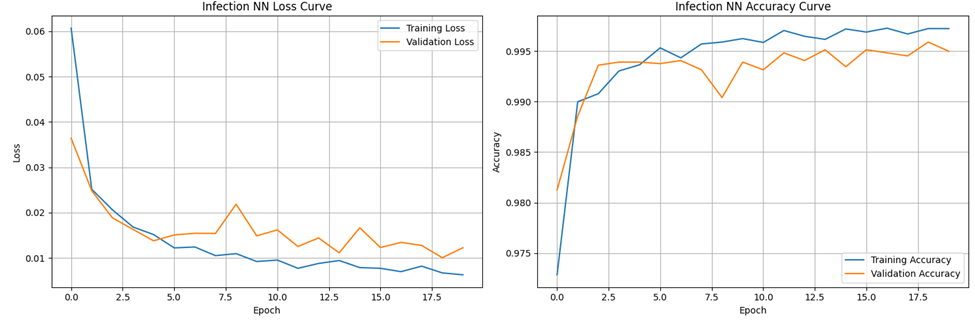 Infection NN Loss Curve
Training Loss
Validation Loss
Loss
0.06
0.05
0.04
0.03
0.02
0.01
0.0 2.5 5.0 7.5 10.0 12.5 15.0 17.5
Epoch
Infection NN Accuracy Curve
Accuracy
0.995
0.990
0.985
0.980
0.975
Training Accuracy
Validation Accuracy
0.0 2.5 5.0 7.5 10.0 12.5 15.0 17.5
Epoch